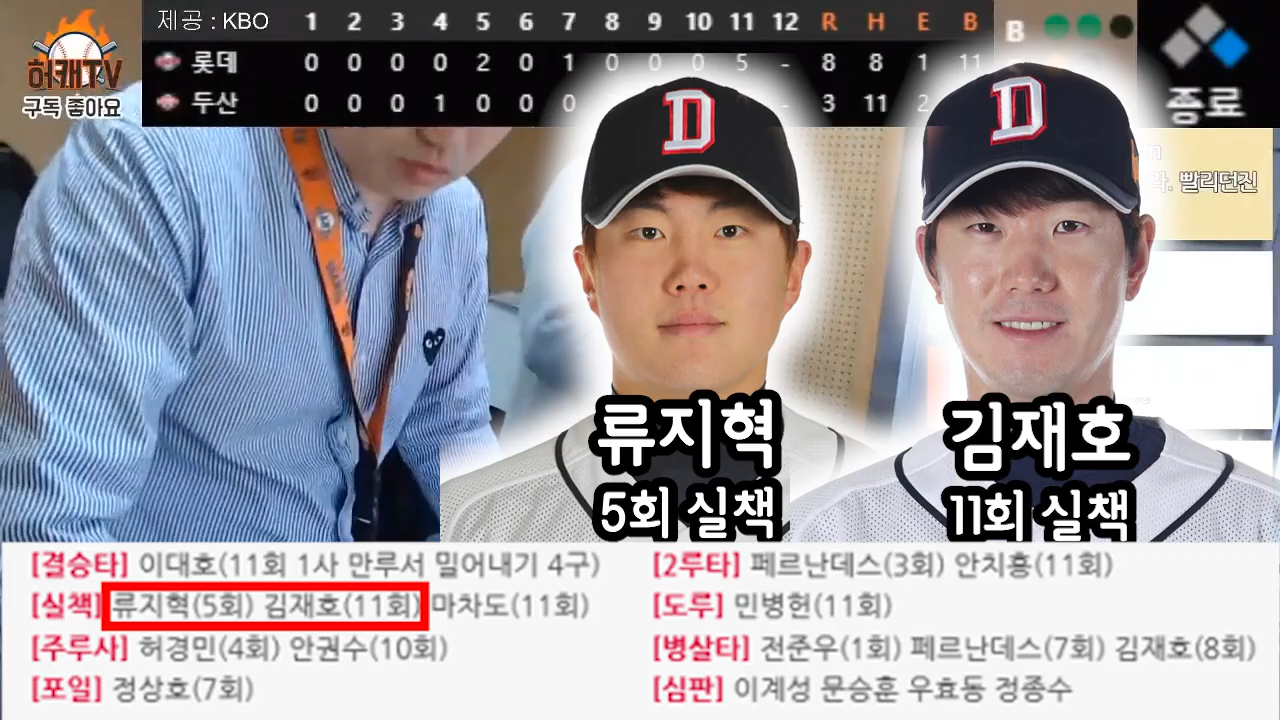 허캐TV
구독 좋아요
제공 : KBO 1 2 3 4 5 6 7 8 9 10 11 12 R H E B
롯데 0 0 0 0 2 0 1 0 0 0 5 - 8 8 1 11
두산 0 0 0 1 0 0 0 - 3 11 2
B
종료
빨리던진
D
D
류지혁
5회 실책
김재호
11회 실책
[결승타] 이대호(11회 1사 만루서 밀어내기 4구)
[실책] 류지혁(5회) 김재호(11회) 마차도(11회)
[주루사] 허경민(4회) 안권수(10회)
[포일] 정상호(7회)
[2루타] 페르난데스(3회) 안치홍(11회)
[도루] 민병헌(11회)
[병살타] 전준우(1회) 페르난데스(7회) 김재호(8회)
[심판] 이계성 문승훈 우효동 정종수